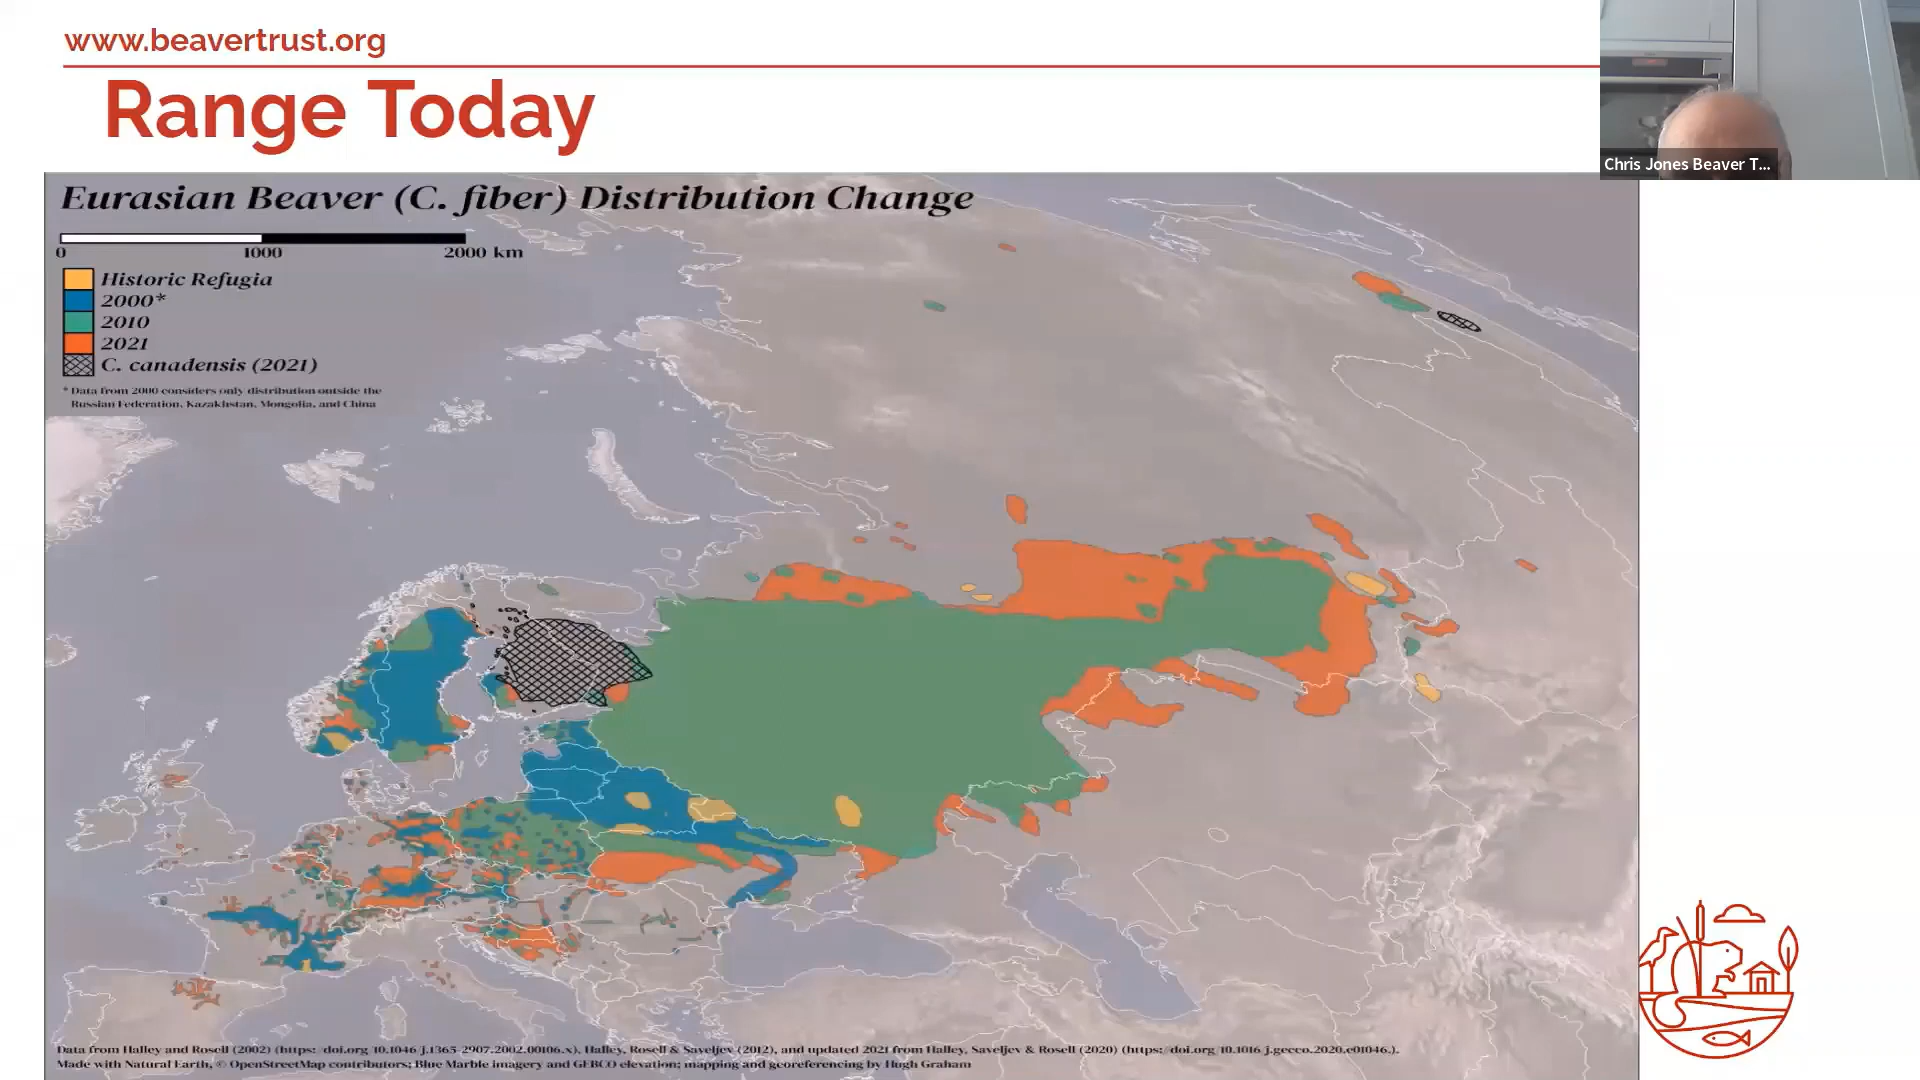 www.beavertrust.org
Range Today
Chris Jones Beaver T...
Eurasian Beaver (C. fiber) Distribution Change
0 1000 2000 km
Historic Refugia
2000*
2010
2021
C. canadensis (2021)
* Data from 2000 considers only distribution outside the
Russian Federation, Kazakhstan, Mongolia, and China
Data from Halley and Rosell (2002) (https://doi.org/10.1046/j.1365-2907.2002.00106.x), Halley, Rosell & Saveljev (2012), and updated 2021 from Halley, Saveljev & Rosell (2020) (https://doi.org/10.1016/j.gecco.2020.e01046.).
Made with Natural Earth, © OpenStreetMap contributors; Blue Marble imagery and GEBCO elevation; mapping and georeferencing by Hugh Graham